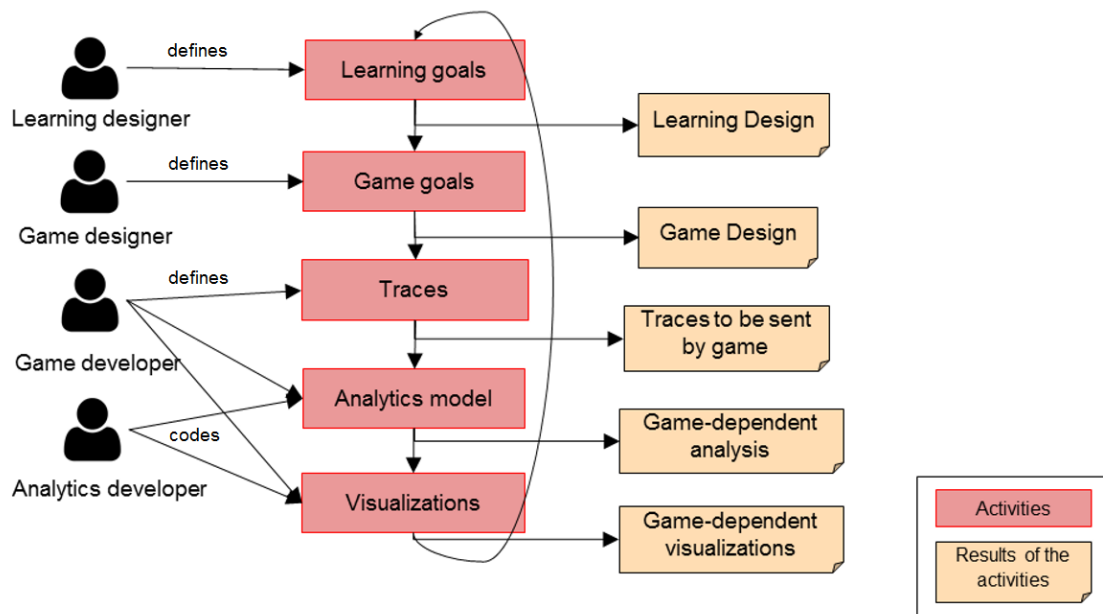 defines
Learning goals
Learning designer
Learning Design
defines
Game goals
Game designer
Game Design
defines
Traces
Traces to be sent
by game
Game developer
Analytics model
Game-dependent
analysis
codes
Analytics developer
Visualizations
Game-dependent
visualizations
Activities
Results of the
activities